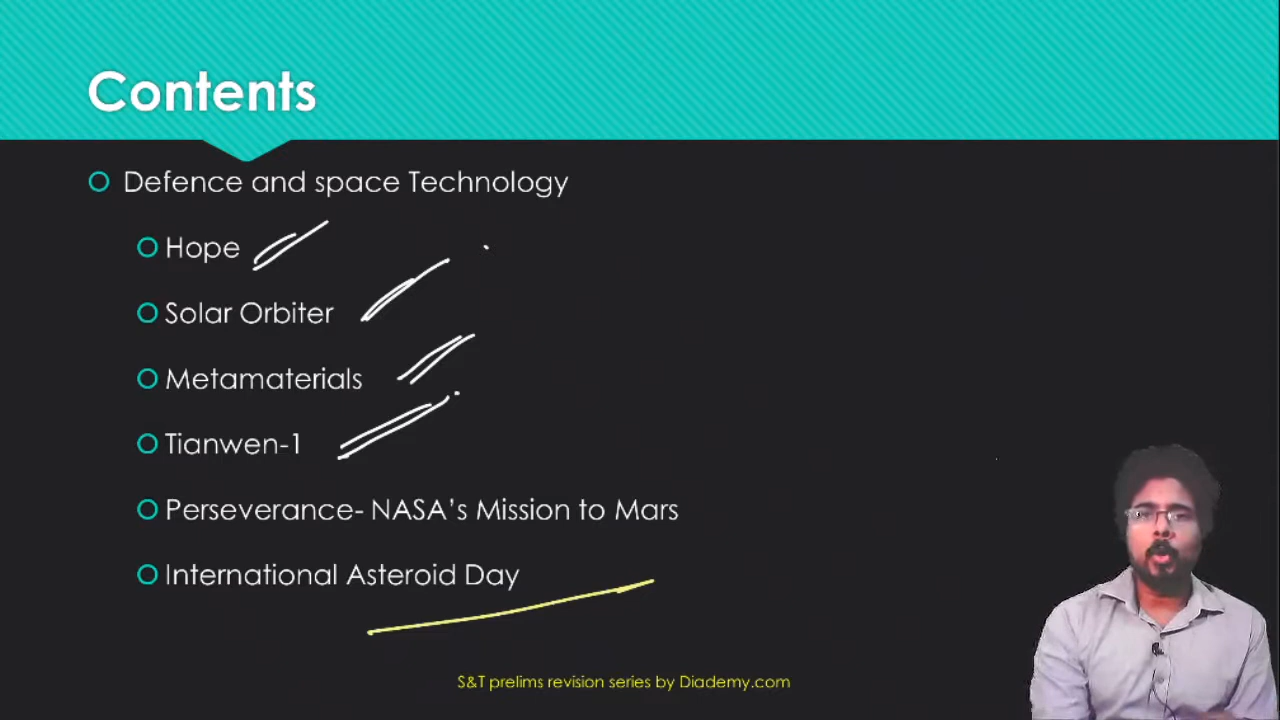 Contents
Defence and space Technology
Hope
Solar Orbiter
Metamaterials
Tianwen-1
Perseverance- NASA's Mission to Mars
International Asteroid Day
S&T prelims revision series by Diademy.com